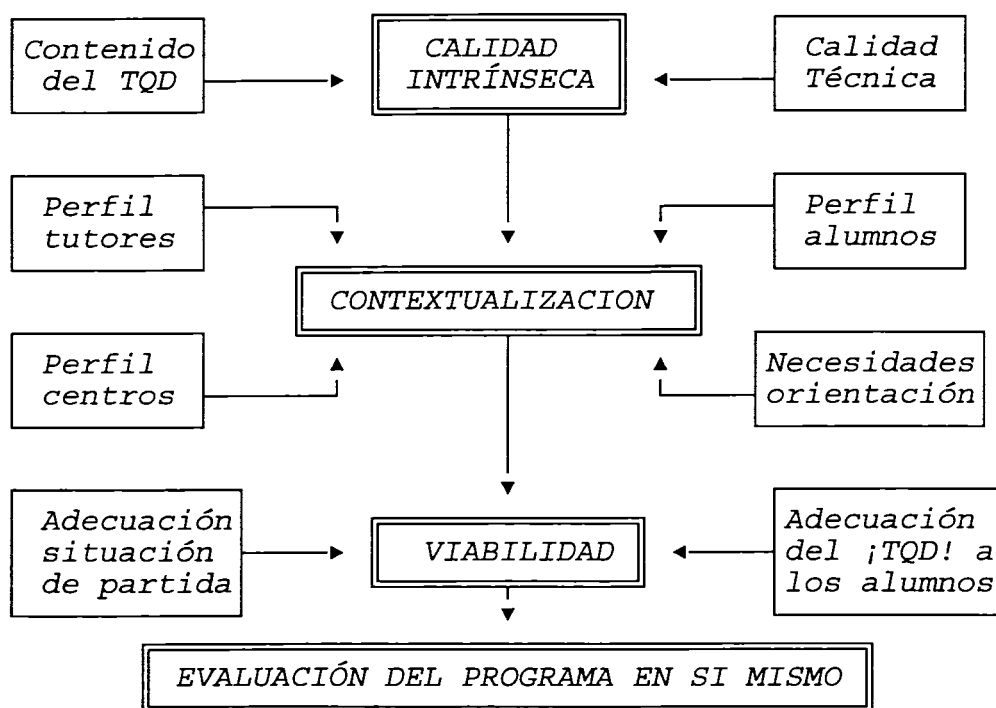 Contenido
del TQD
CALIDAD
INTRÍNSECA
Calidad
Técnica
Perfil
tutores
Perfil
alumnos
CONTEXTUALIZACION
Perfil
centros
Necesidades
orientación
Adecuación
situación
de partida
VIABILIDAD
Adecuación
del ¡TQD! a
los alumnos
EVALUACIÓN DEL PROGRAMA EN SI MISMO